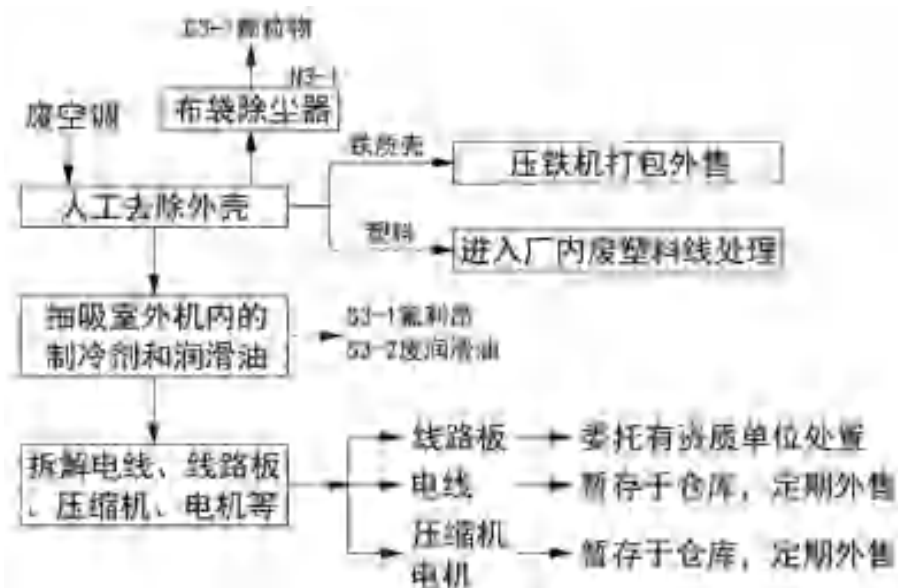 G3-1颗粒物
N3-1
布袋除尘器
废空调
铁质壳
压铁机打包外售
人工去除外壳
塑料
进入厂内废塑料线处理
抽吸室外机内的
制冷剂和润滑油
S3-1氟利昂
S3-2废润滑油
拆解电线、线路板
、压缩机、电机等
线路板
委托有资质单位处置
电线
暂存于仓库，定期外售
压缩机
电机
暂存于仓库，定期外售